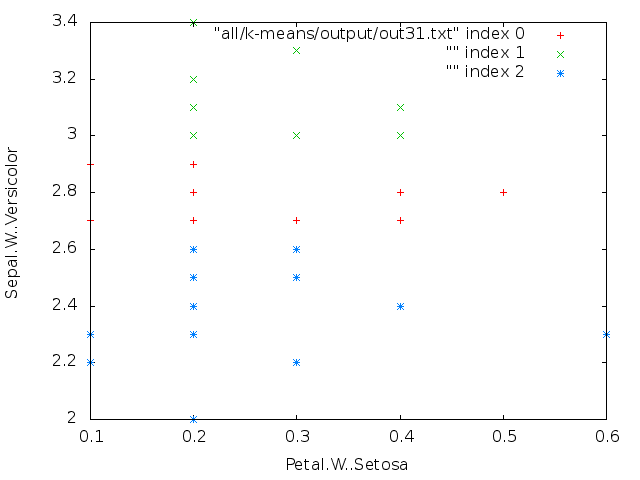 3.4
"all/k-means/output/out31.txt" index 0
"" index 1
"" index 2
3.2
3
2.8
2.6
2.4
2.2
2
0.1 0.2 0.3 0.4 0.5 0.6
Sepal.W..Versicolor
Petal.W..Setosa